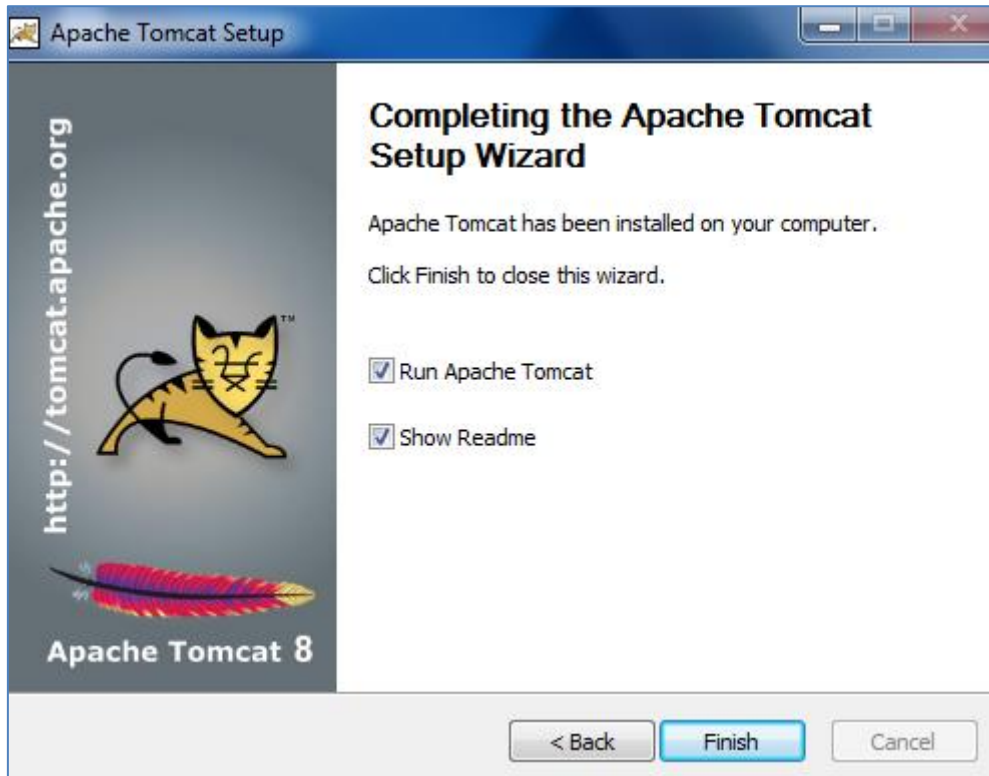 Apache Tomcat Setup
http://tomcat.apache.org
Completing the Apache Tomcat
Setup Wizard
Apache Tomcat has been installed on your computer.
Click Finish to close this wizard.
Run Apache Tomcat
Show Readme
TM
Apache Tomcat 8
< Back
Finish
Cancel